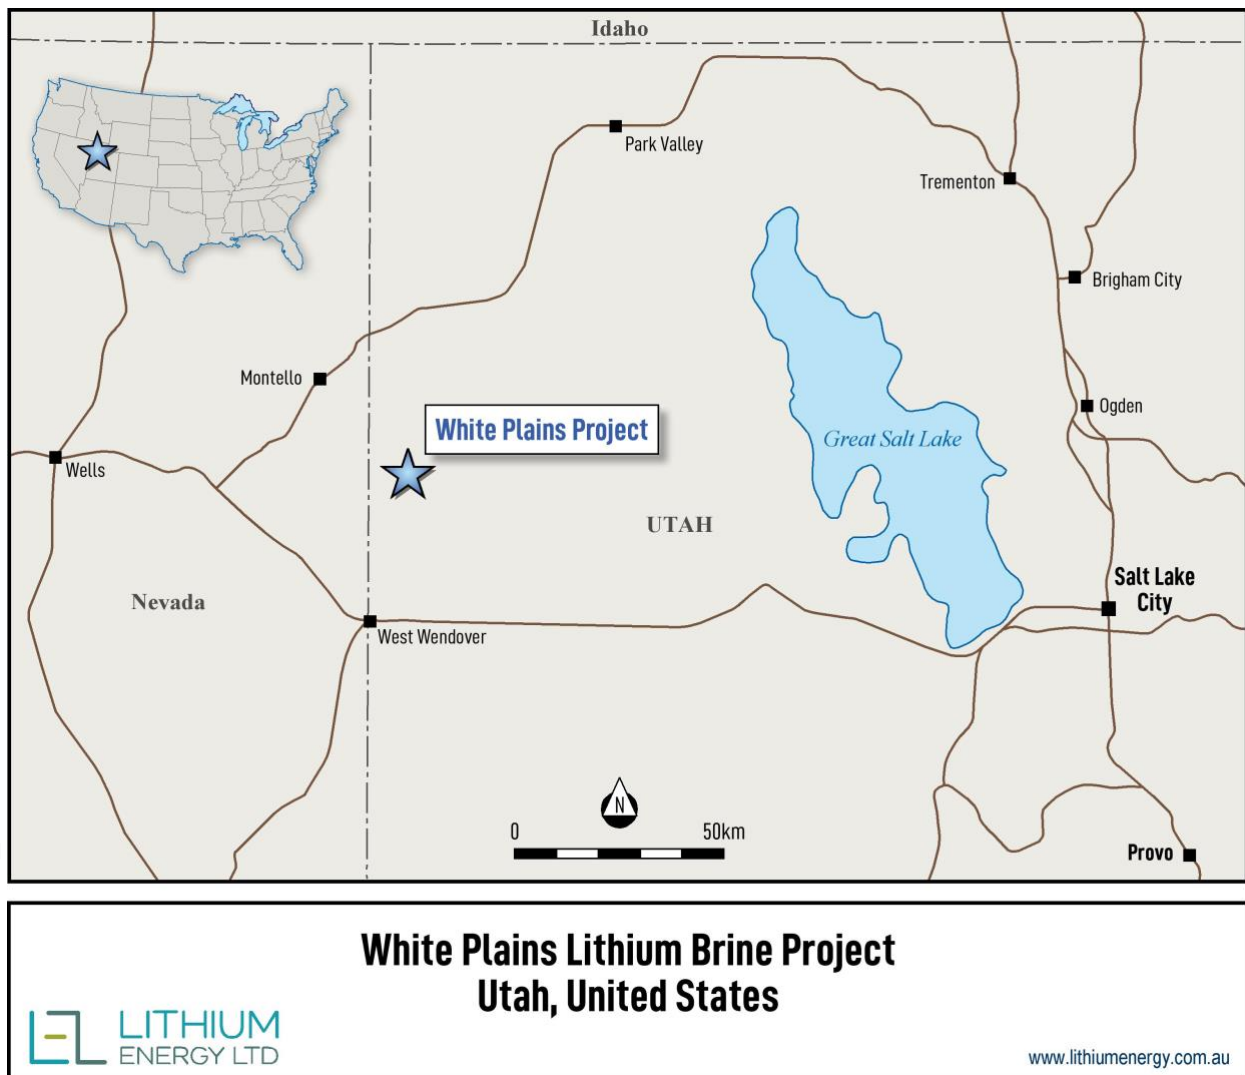 Idaho
Park Valley
Trementon
Brigham City
Montello
White Plains Project
Ogden
Great Salt Lake
Wells
UTAH
Nevada
Salt Lake
City
West Wendover
N
0 50km
Provo
White Plains Lithium Brine Project
Utah, United States
LITHIUM
ENERGY LTD
www.lithiumenergy.com.au